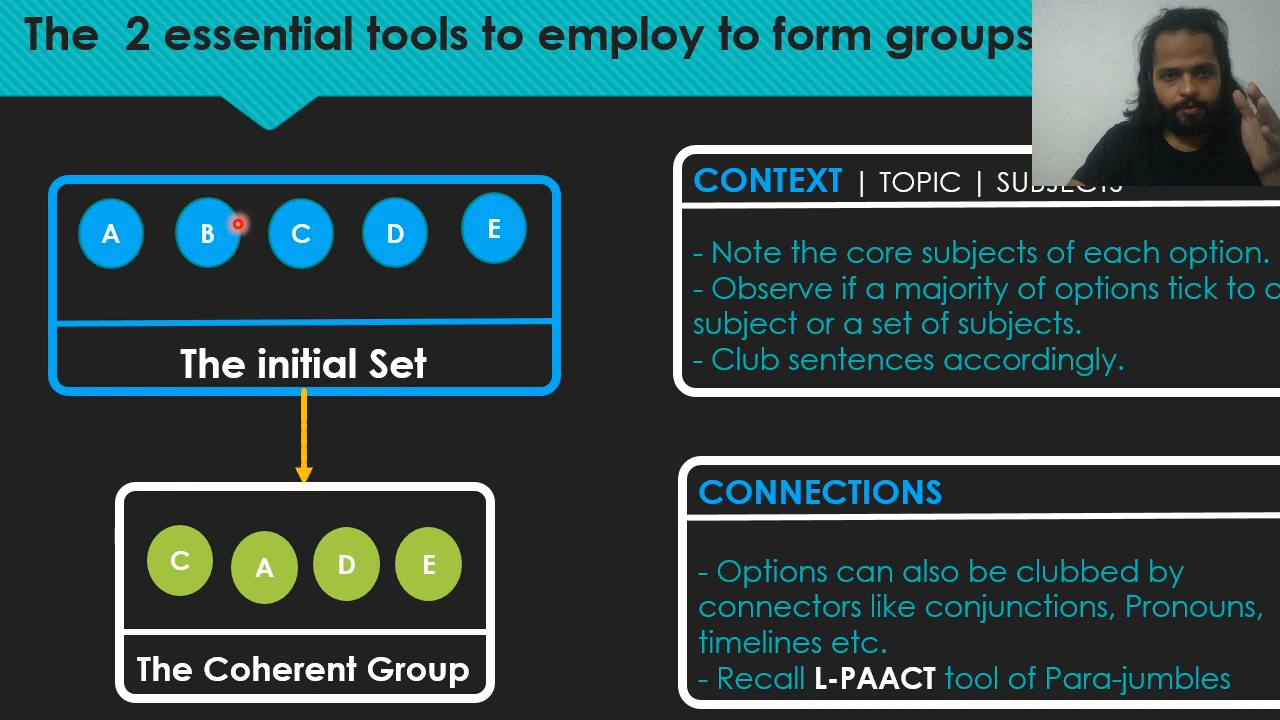 The  2 essential tools to employ to form groups
A B C D E
The initial Set
C A D E
The Coherent Group
CONTEXT | TOPIC | SUBJECTS
- Note the core subjects of each option.
- Observe if a majority of options tick to
subject or a set of subjects.
- Club sentences accordingly.
CONNECTIONS
- Options can also be clubbed by
connectors like conjunctions, Pronouns,
timelines etc.
- Recall L-PAACT tool of Para-jumbles